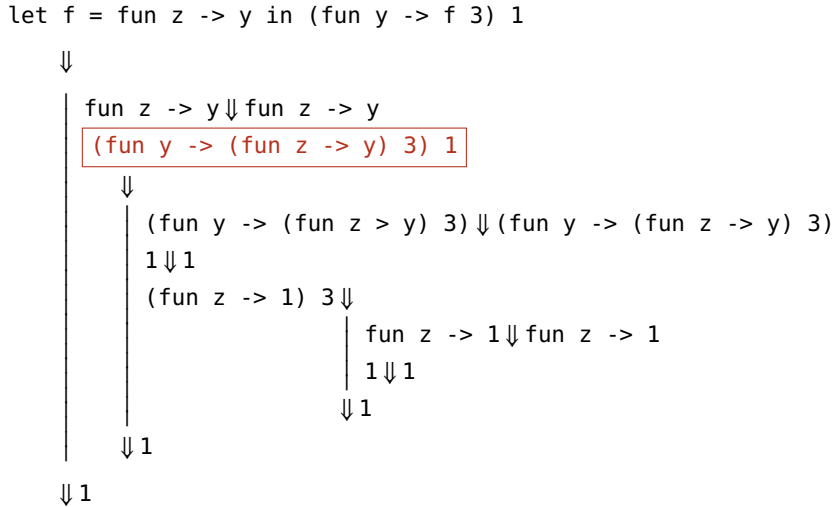 let f = fun z -> y in (fun y -> f 3) 1
⇓
fun z -> y ⇓ fun z -> y
(fun y -> (fun z -> y) 3) 1
⇓
(fun y -> (fun z > y) 3) ⇓ (fun y -> (fun z -> y) 3)
1 ⇓ 1
(fun z -> 1) 3 ⇓
fun z -> 1 ⇓ fun z -> 1
1 ⇓ 1
⇓ 1
⇓ 1
⇓ 1